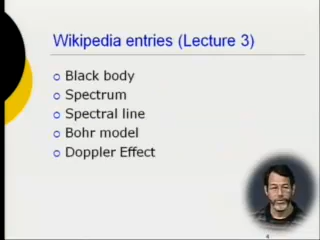 Wikipedia entries (Lecture 3)
Black body
Spectrum
Spectral line
Bohr model
Doppler Effect